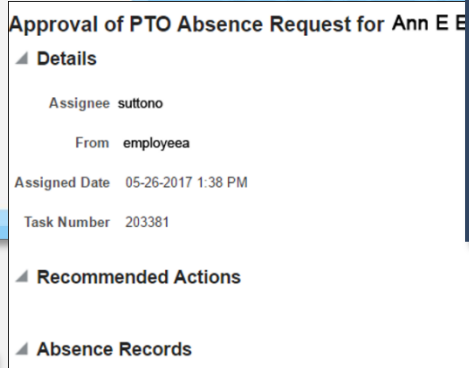 Approval of PTO Absence Request for Ann E E
Details
Assignee suttono
From employeea
Assigned Date 05-26-2017 1:38 PM
Task Number 203381
Recommended Actions
Absence Records